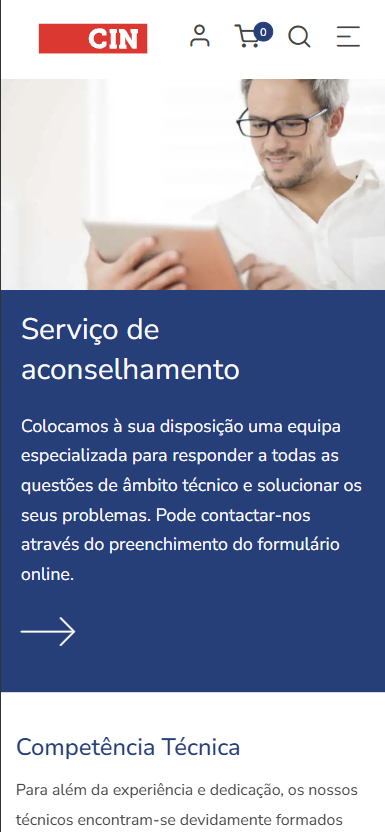 CIN
0
Serviço de
aconselhamento
Colocamos à sua disposição uma equipa
especializada para responder a todas as
questões de âmbito técnico e solucionar os
seus problemas. Pode contactar-nos
através do preenchimento do formulário
online.
Competência Técnica
Para além da experiência e dedicação, os nossos
técnicos encontram-se devidamente formados